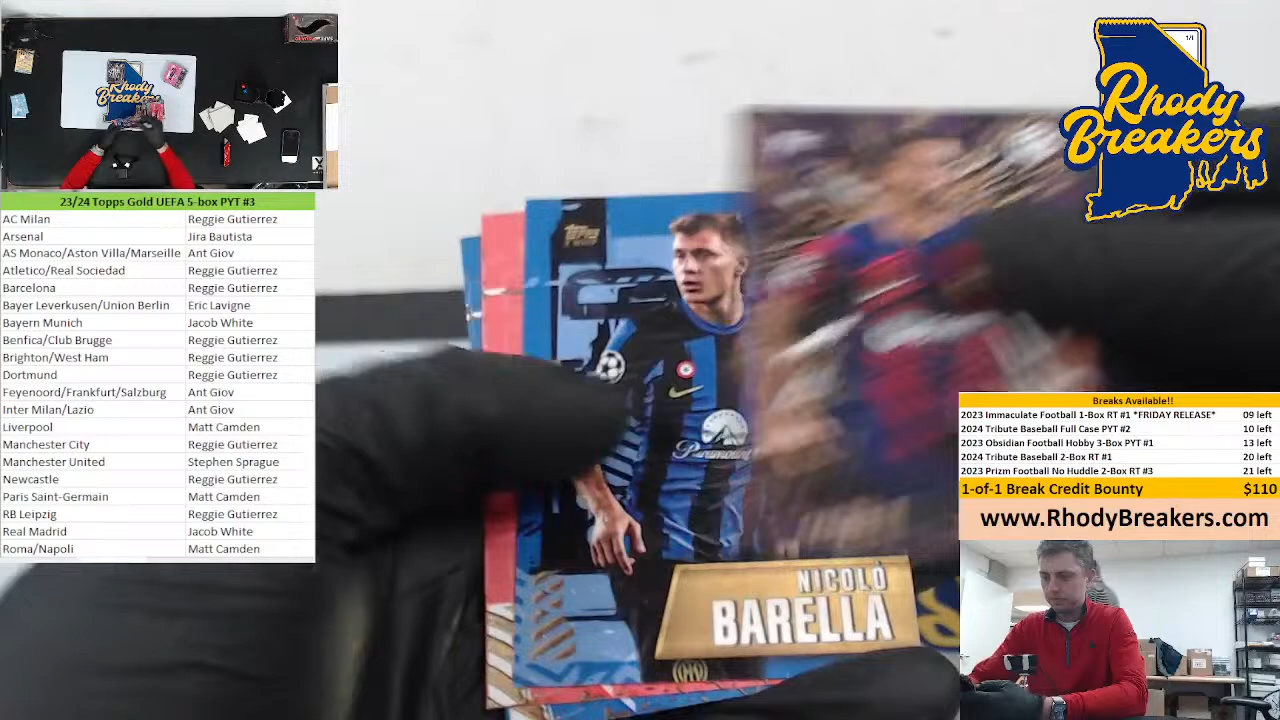 Rhody
Breakers
23/24 Topps Gold UEFA 5-box PYT #3
AC Milan Reggie Gutierrez
Arsenal Jira Bautista
AS Monaco/Aston Villa/Marseille Ant Giov
Atletico/Real Sociedad Reggie Gutierrez
Barcelona Reggie Gutierrez
Bayer Leverkusen/Union Berlin Eric Lavigne
Bayern Munich Jacob White
Benfica/Club Brugge Reggie Gutierrez
Brighton/West Ham Reggie Gutierrez
Dortmund Reggie Gutierrez
Feyenoord/Frankfurt/Salzburg Ant Giov
Inter Milan/Lazio Ant Giov
Liverpool Matt Camden
Manchester City Reggie Gutierrez
Manchester United Stephen Sprague
Newcastle Reggie Gutierrez
Paris Saint-Germain Matt Camden
RB Leipzig Reggie Gutierrez
Real Madrid Jacob White
Roma/Napoli Matt Camden
TOPPS
Paramount
NICOLÒ
BARELLA
1/1
Rhody
Breakers
Breaks Available!!
2023 Immaculate Football 1-Box RT #1 *FRIDAY RELEASE* 09 left
2024 Tribute Baseball Full Case PYT #2 10 left
2023 Obsidian Football Hobby 3-Box PYT #1 13 left
2024 Tribute Baseball 2-Box RT #1 20 left
2023 Prizm Football No Huddle 2-Box RT #3 21 left
1-of-1 Break Credit Bounty $110
www.RhodyBreakers.com